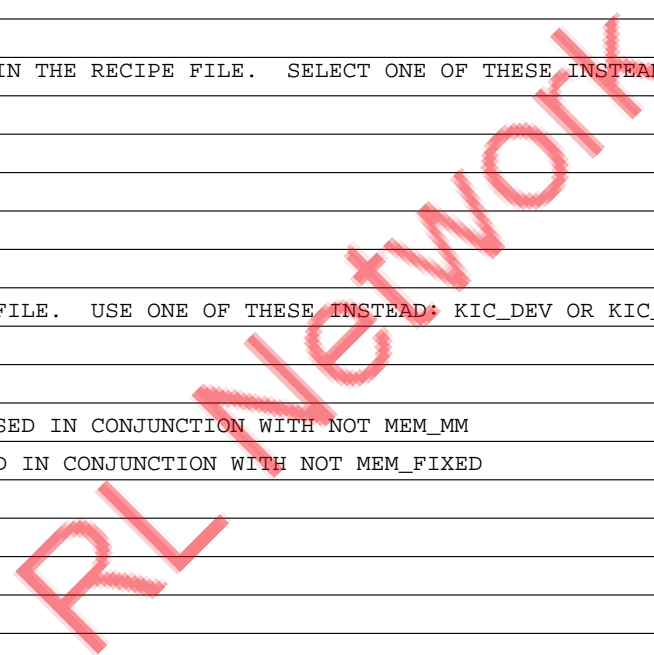 IN THE RECIPE FILE. SELECT ONE OF THESE INSTEAD
FILE. USE ONE OF THESE INSTEAD: KIC_DEV OR KIC_
SED IN CONJUNCTION WITH NOT MEM_MM
D IN CONJUNCTION WITH NOT MEM_FIXED
RL Network